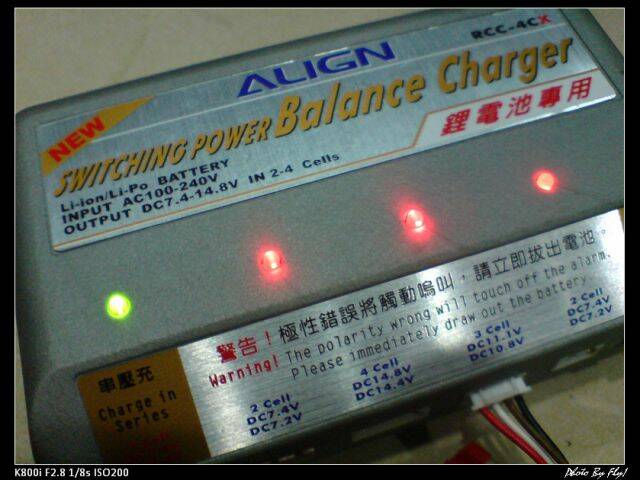 RCC-4CX
ALIGN
NEW
SWITCHING POWER Balance Charger
Li-ion/Li-Po BATTERY
INPUT AC100-240V
OUTPUT DC7.4-14.8V IN 2-4 Cells
鋰電池專用
警告！極性錯誤將觸動嗚叫，請立即拔出電池。
Warning! The polarity wrong will touch off the alarm.
Please immediately draw out the battery.
串壓充
Charge in
Series
2 Cell
DC7.4V
DC7.2V
4 Cell
DC14.8V
DC14.4V
3 Cell
DC11.1V
DC10.8V
2 Cell
DC7.4V
DC7.2V
K800i F2.8 1/8s ISO200
Photo By Fly!